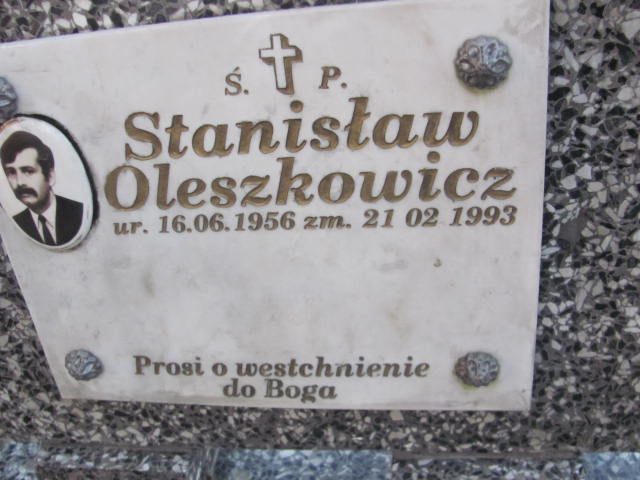 Ś. P.
Stanisław
Oleszkowicz
ur. 16.06.1956 zm. 21 02 1993
Prosi o westchnienie
do Boga